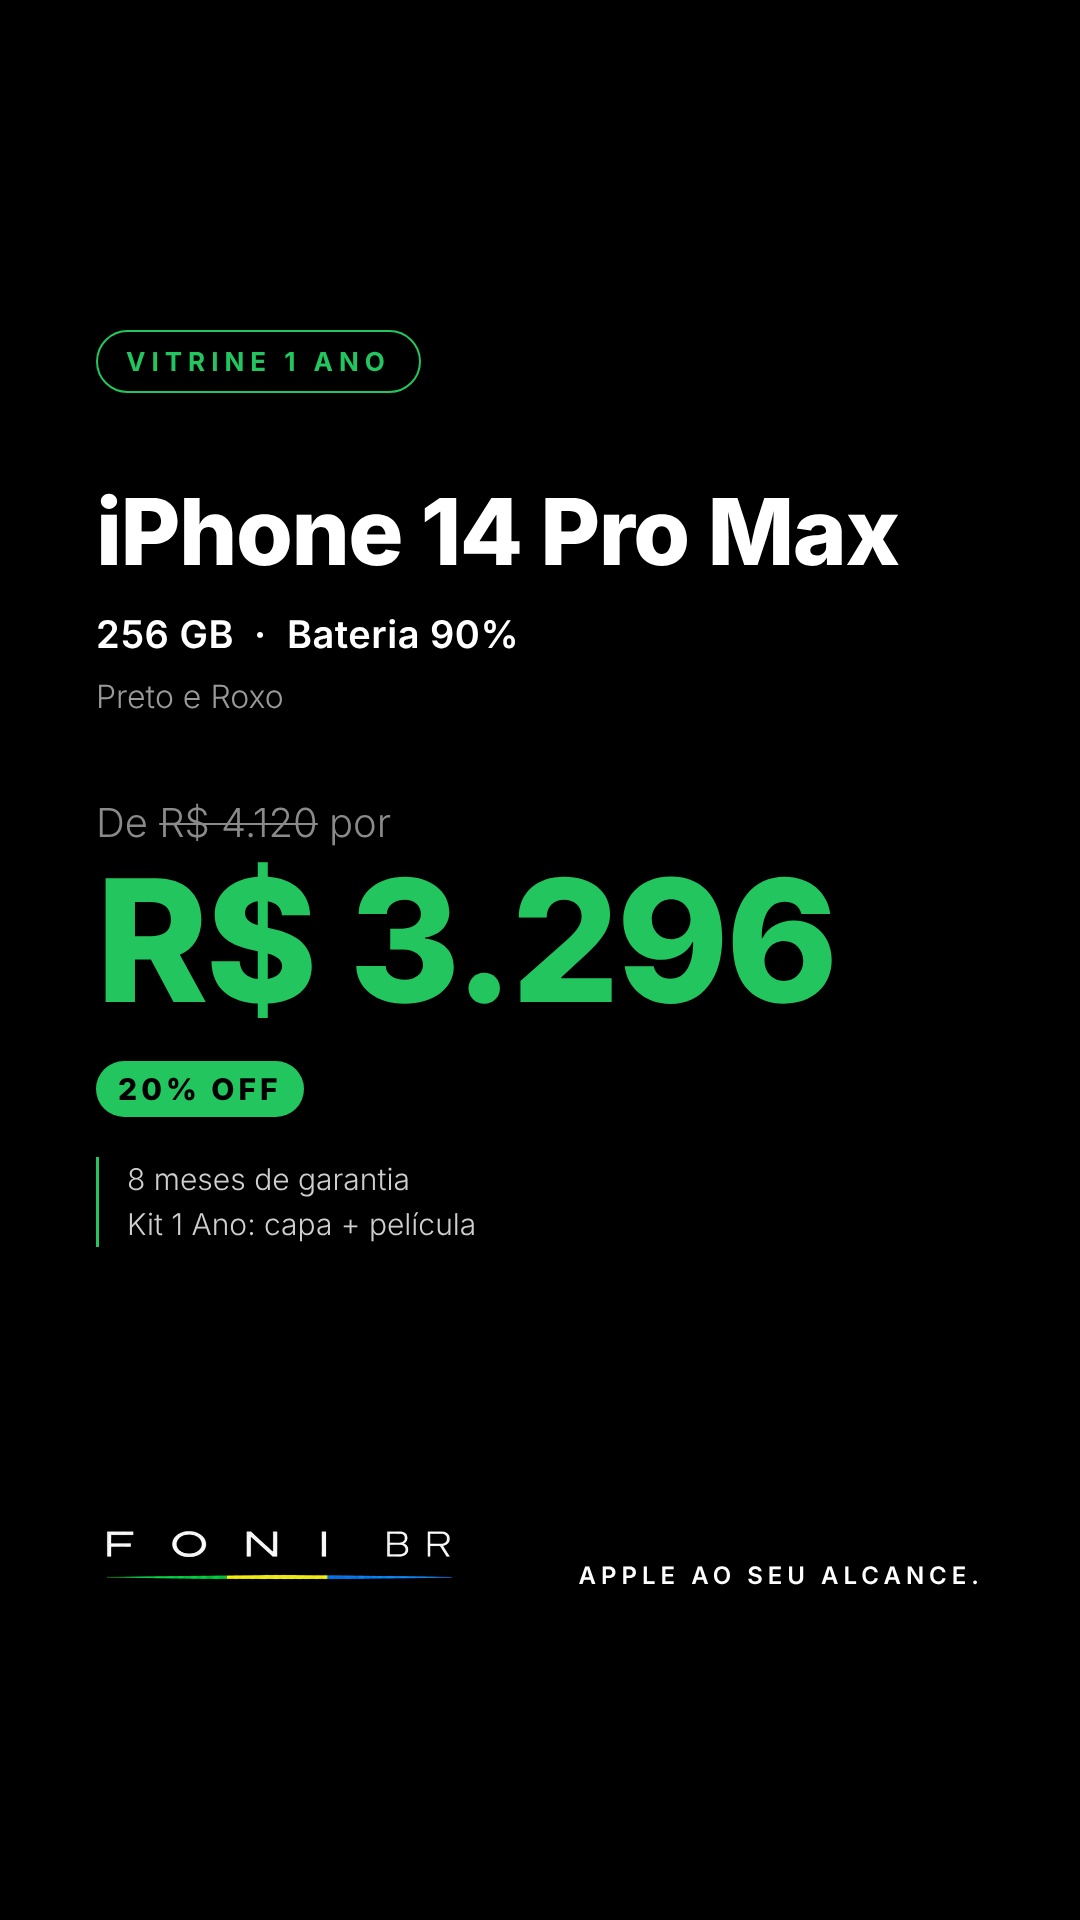 VITRINE 1 ANO
iPhone 14 Pro Max
256 GB · Bateria 90%
Preto e Roxo
De R$ 4.120 por
R$ 3.296
20% OFF
8 meses de garantia
Kit 1 Ano: capa + película
FONI BR
APPLE AO SEU ALCANCE.